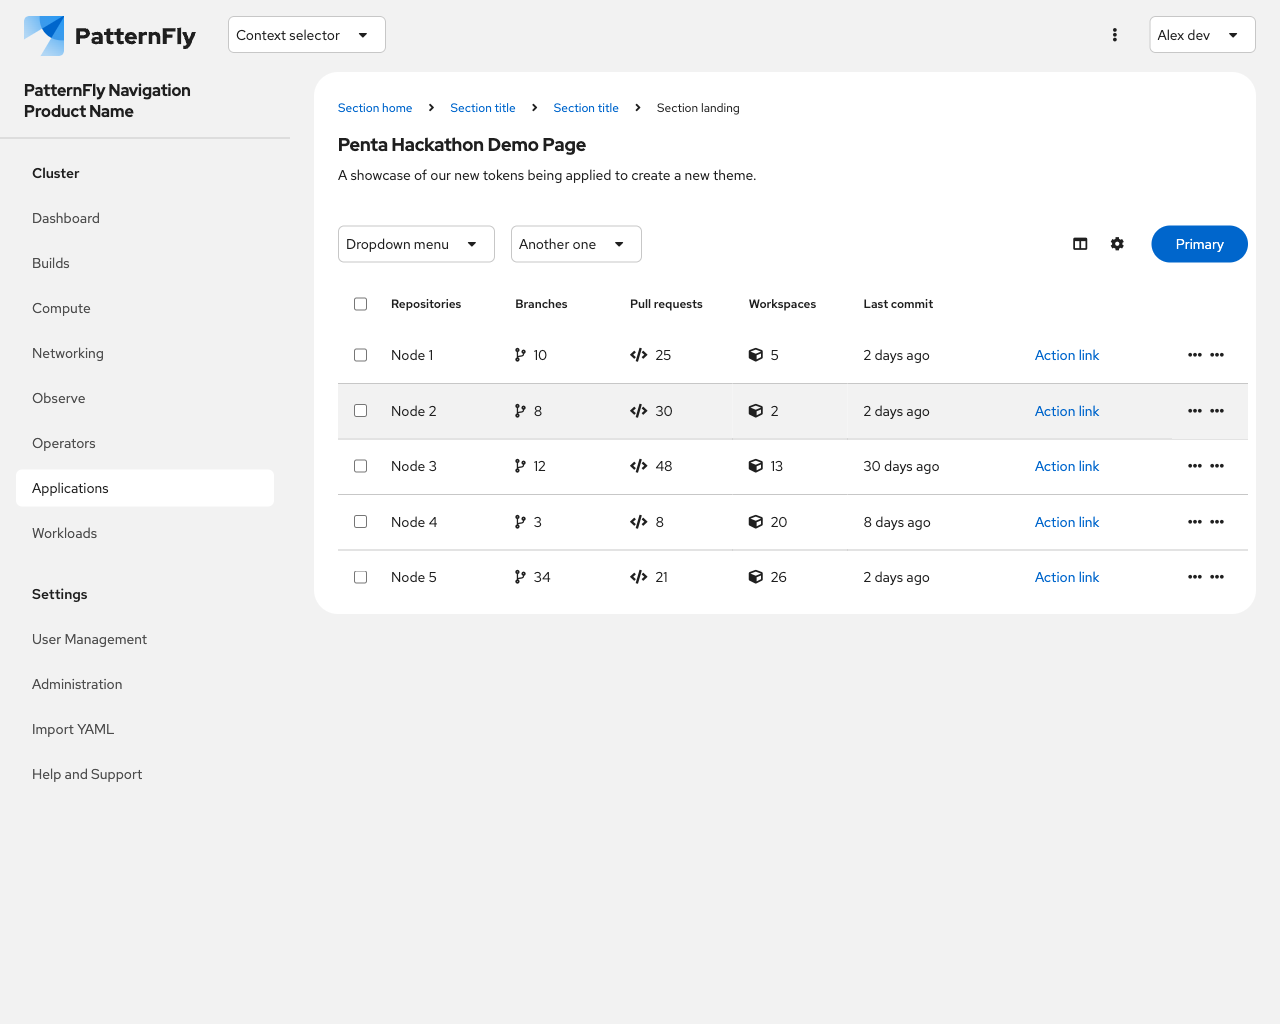 PatternFly
Context selector
Alex dev
PatternFly Navigation
Product Name
Cluster
Dashboard
Builds
Compute
Networking
Observe
Operators
Applications
Workloads
Settings
User Management
Administration
Import YAML
Help and Support
Section home Section title Section title Section landing
Penta Hackathon Demo Page
A showcase of our new tokens being applied to create a new theme.
Dropdown menu Another one Primary
Repositories Branches Pull requests Workspaces Last commit
Node 1 10 25 5 2 days ago Action link
Node 2 8 30 2 2 days ago Action link
Node 3 12 48 13 30 days ago Action link
Node 4 3 8 20 8 days ago Action link
Node 5 34 21 26 2 days ago Action link